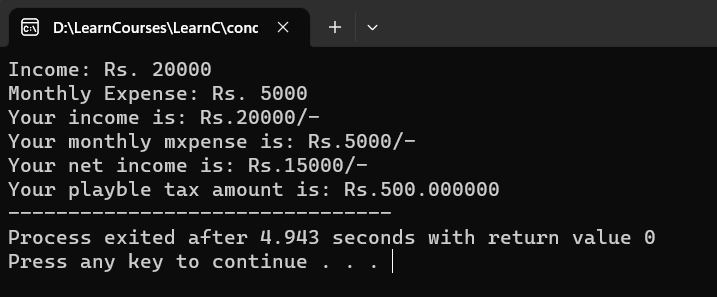 D:\LearnCourses\LearnC\conc
Income: Rs. 20000
Monthly Expense: Rs. 5000
Your income is: Rs.20000/-
Your monthly mxpense is: Rs.5000/-
Your net income is: Rs.15000/-
Your playble tax amount is: Rs.500.000000
--------------------------------
Process exited after 4.943 seconds with return value 0
Press any key to continue . . .